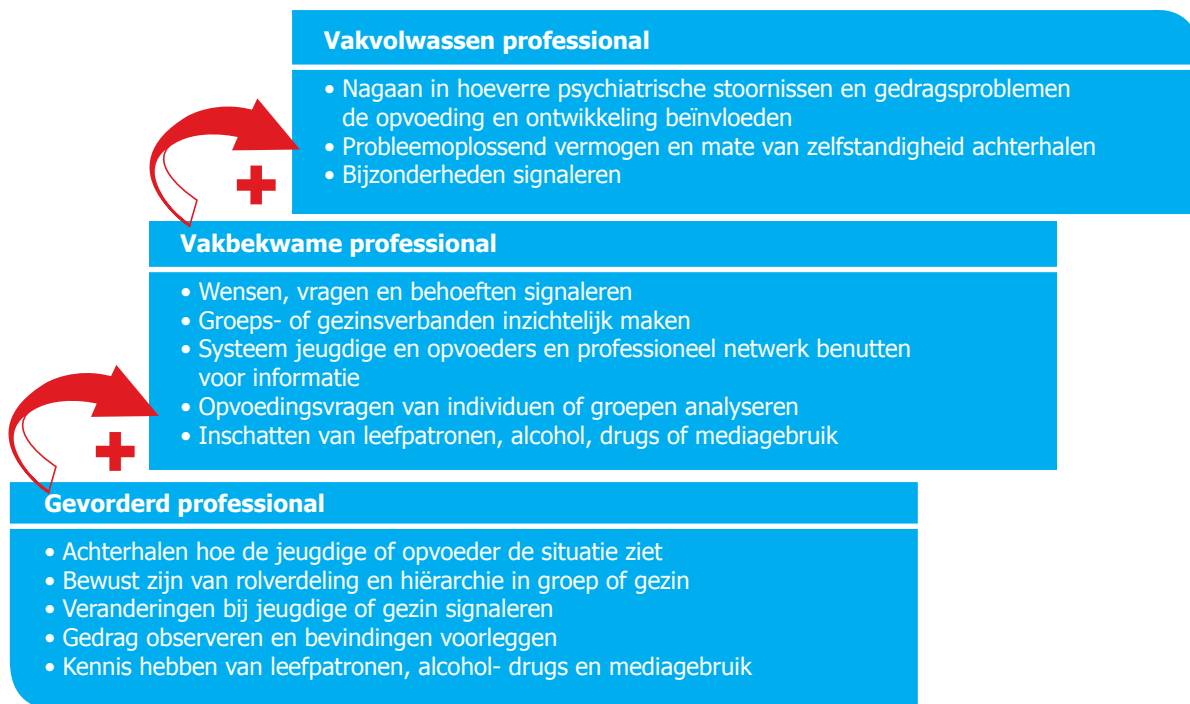 Vakvolwassen professional
• Nagaan in hoeverre psychiatrische stoornissen en gedragsproblemen
de opvoeding en ontwikkeling beïnvloeden
• Probleemoplossend vermogen en mate van zelfstandigheid achterhalen
• Bijzonderheden signaleren
Vakbekwame professional
• Wensen, vragen en behoeften signaleren
• Groeps- of gezinsverbanden inzichtelijk maken
• Systeem jeugdige en opvoeders en professioneel netwerk benutten
voor informatie
• Opvoedingsvragen van individuen of groepen analyseren
• Inschatten van leefpatronen, alcohol, drugs of mediagebruik
Gevorderd professional
• Achterhalen hoe de jeugdige of opvoeder de situatie ziet
• Bewust zijn van rolverdeling en hiërarchie in groep of gezin
• Veranderingen bij jeugdige of gezin signaleren
• Gedrag observeren en bevindingen voorleggen
• Kennis hebben van leefpatronen, alcohol- drugs en mediagebruik